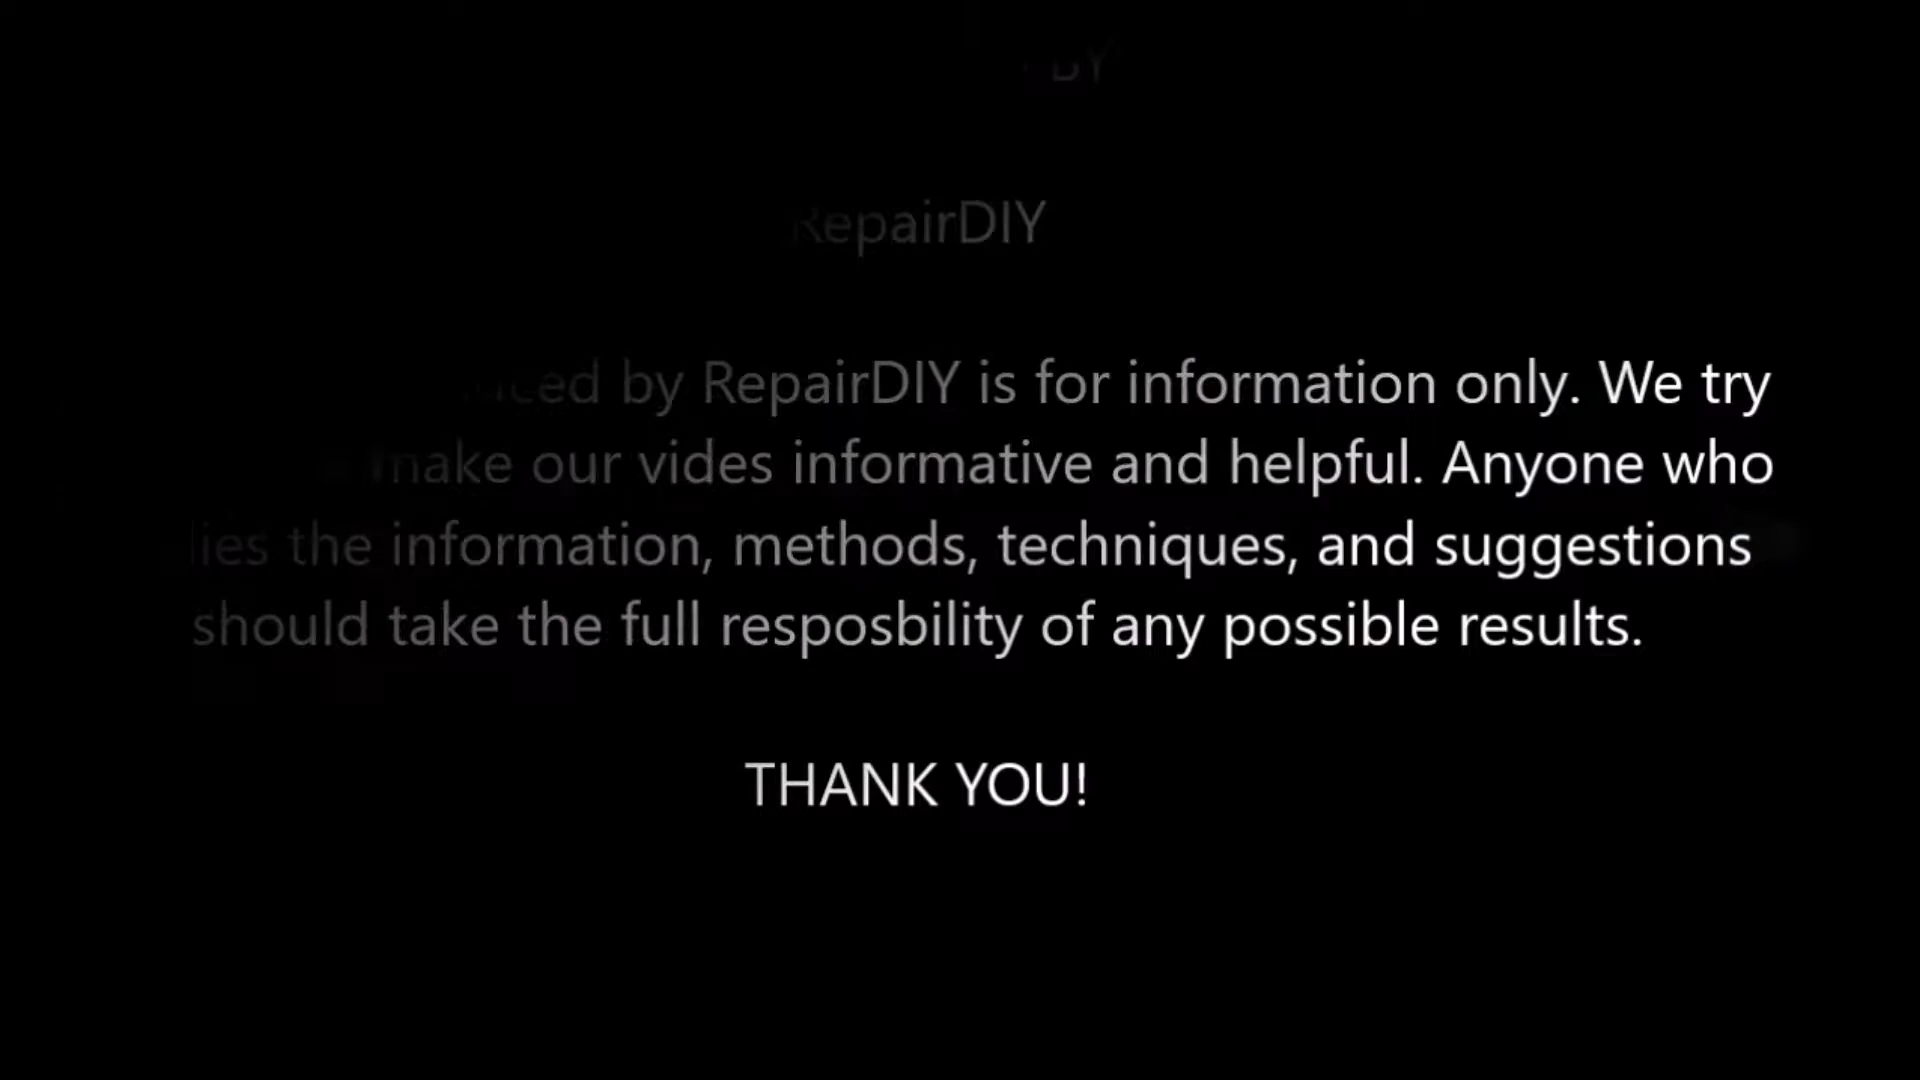 BY
RepairDIY
by RepairDIY is for information only. We try
make our vides informative and helpful. Anyone who
the information, methods, techniques, and suggestions
should take the full resposbility of any possible results.
THANK YOU!